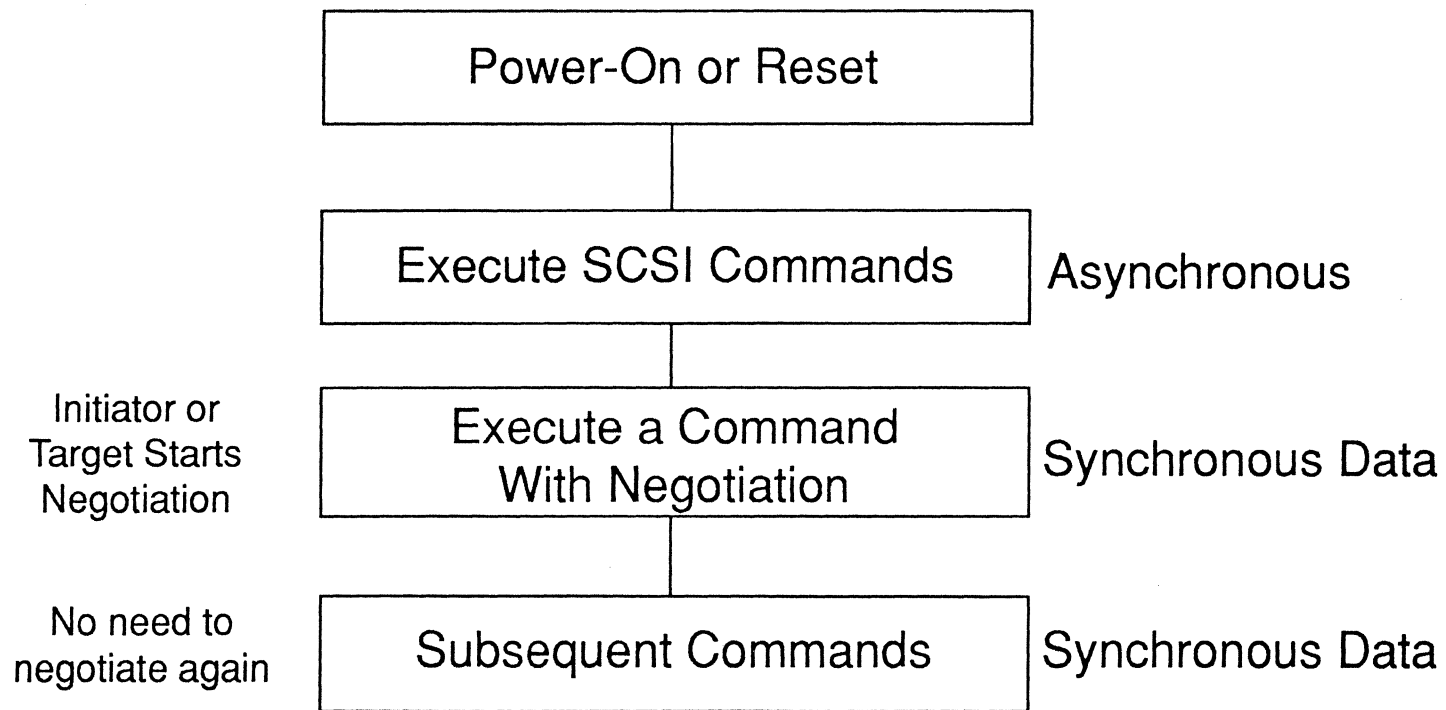 Power-On or Reset
Execute SCSI Commands
Asynchronous
Initiator or
Target Starts
Negotiation
Execute a Command
With Negotiation
Synchronous Data
No need to
negotiate again
Subsequent Commands
Synchronous Data